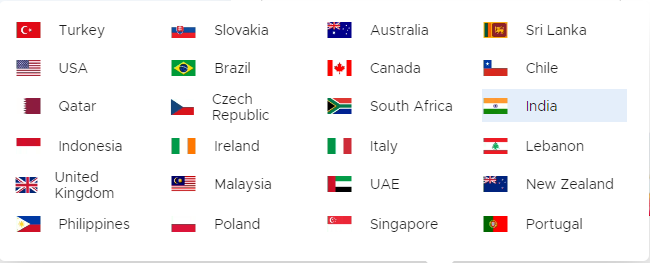 Turkey
Slovakia
Australia
Sri Lanka
USA
Brazil
Canada
Chile
Qatar
Czech
Republic
South Africa
India
Indonesia
Ireland
Italy
Lebanon
United
Kingdom
Malaysia
UAE
New Zealand
Philippines
Poland
Singapore
Portugal